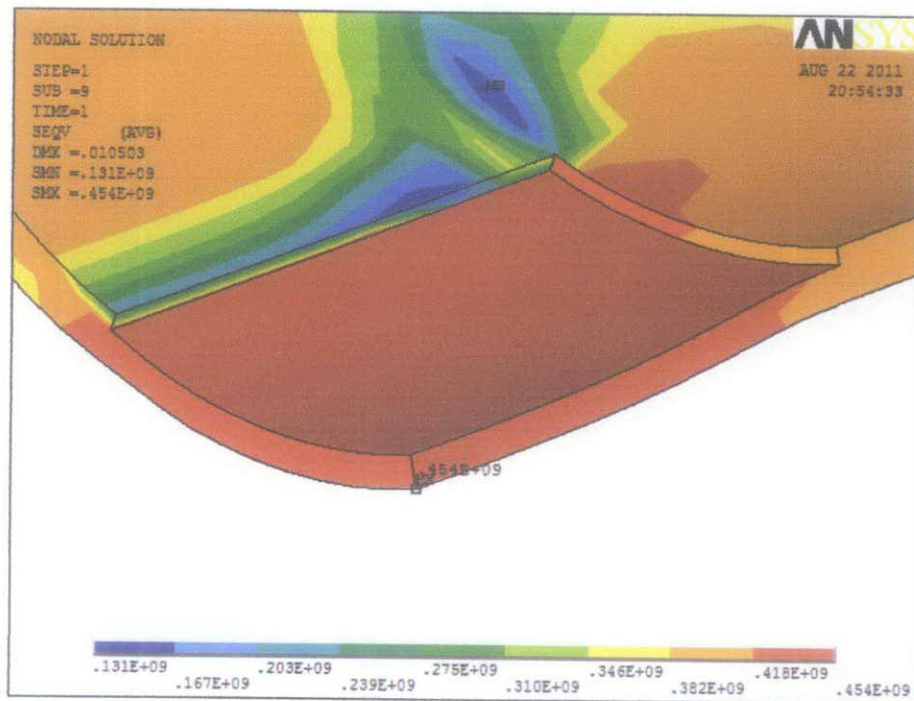 NODAL SOLUTION
STEP=1
SUB =9
TIME=1
SEQV (AVG)
DMX =.010503
SMN =.131E+09
SMX =.454E+09
ANSYS
AUG 22 2011
20:54:33
.454E+09
.131E+09 .203E+09 .275E+09 .346E+09 .418E+09
.167E+09 .239E+09 .310E+09 .382E+09 .454E+09